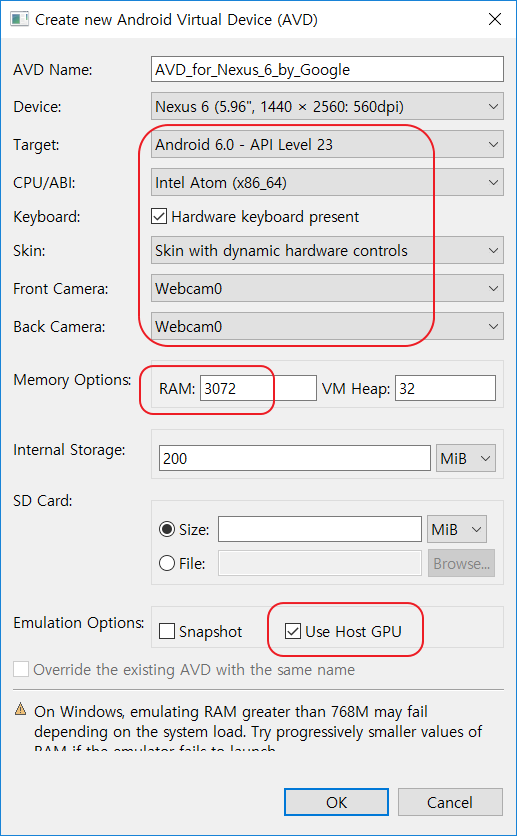 Create new Android Virtual Device (AVD)
AVD Name: AVD_for_Nexus_6_by_Google
Device: Nexus 6 (5.96", 1440 × 2560: 560dpi)
Target: Android 6.0 - API Level 23
CPU/ABI: Intel Atom (x86_64)
Keyboard: Hardware keyboard present
Skin: Skin with dynamic hardware controls
Front Camera: Webcam0
Back Camera: Webcam0
Memory Options: RAM: 3072 VM Heap: 32
Internal Storage: 200 MiB
SD Card:
Size: MiB
File: Browse...
Emulation Options: Snapshot Use Host GPU
Override the existing AVD with the same name
On Windows, emulating RAM greater than 768M may fail
depending on the system load. Try progressively smaller values of
RAM if the emulator fails to launch.
OK Cancel